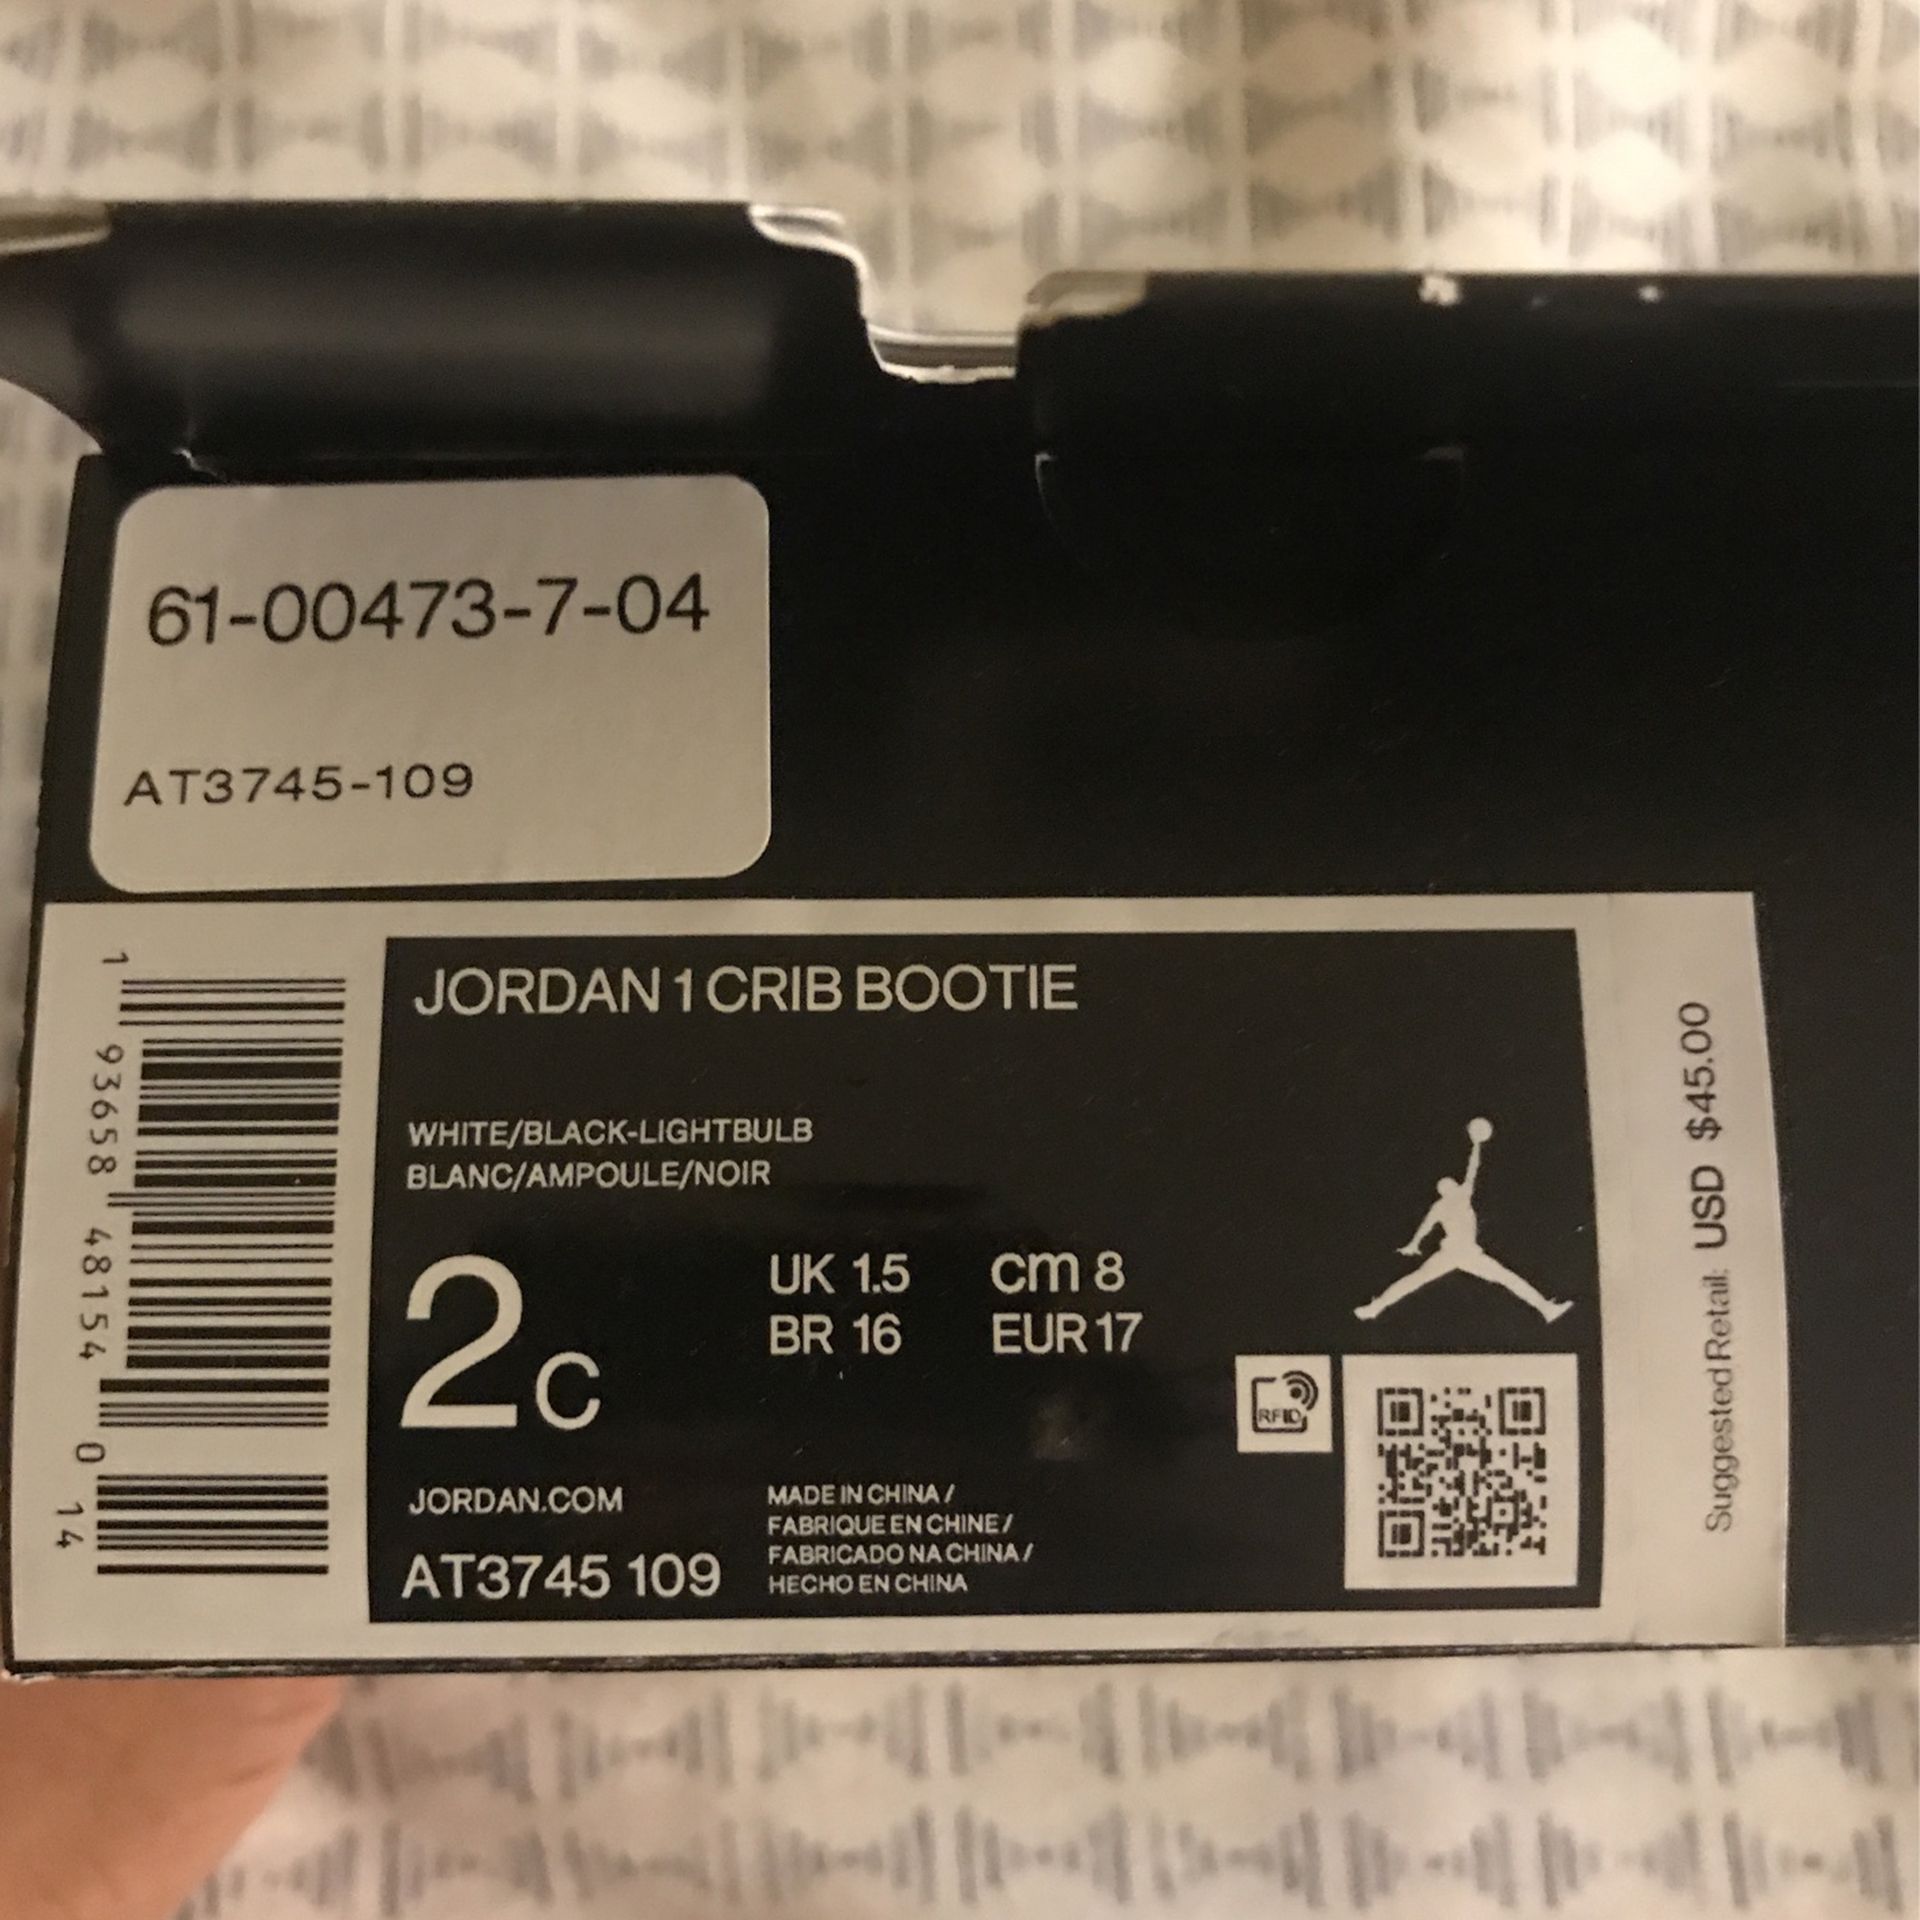 61-00473-7-04
AT3745-109
JORDAN 1 CRIB BOOTIE
WHITE/BLACK-LIGHTBULB
BLANC/AMPOULE/NOIR
2C
UK 1.5 cm 8
BR 16 EUR 17
RFID
JORDAN.COM
AT3745 109
MADE IN CHINA /
FABRIQUE EN CHINE /
FABRICADO NA CHINA /
HECHO EN CHINA
1 93658 48154 0 14
Suggested Retail: USD $45.00